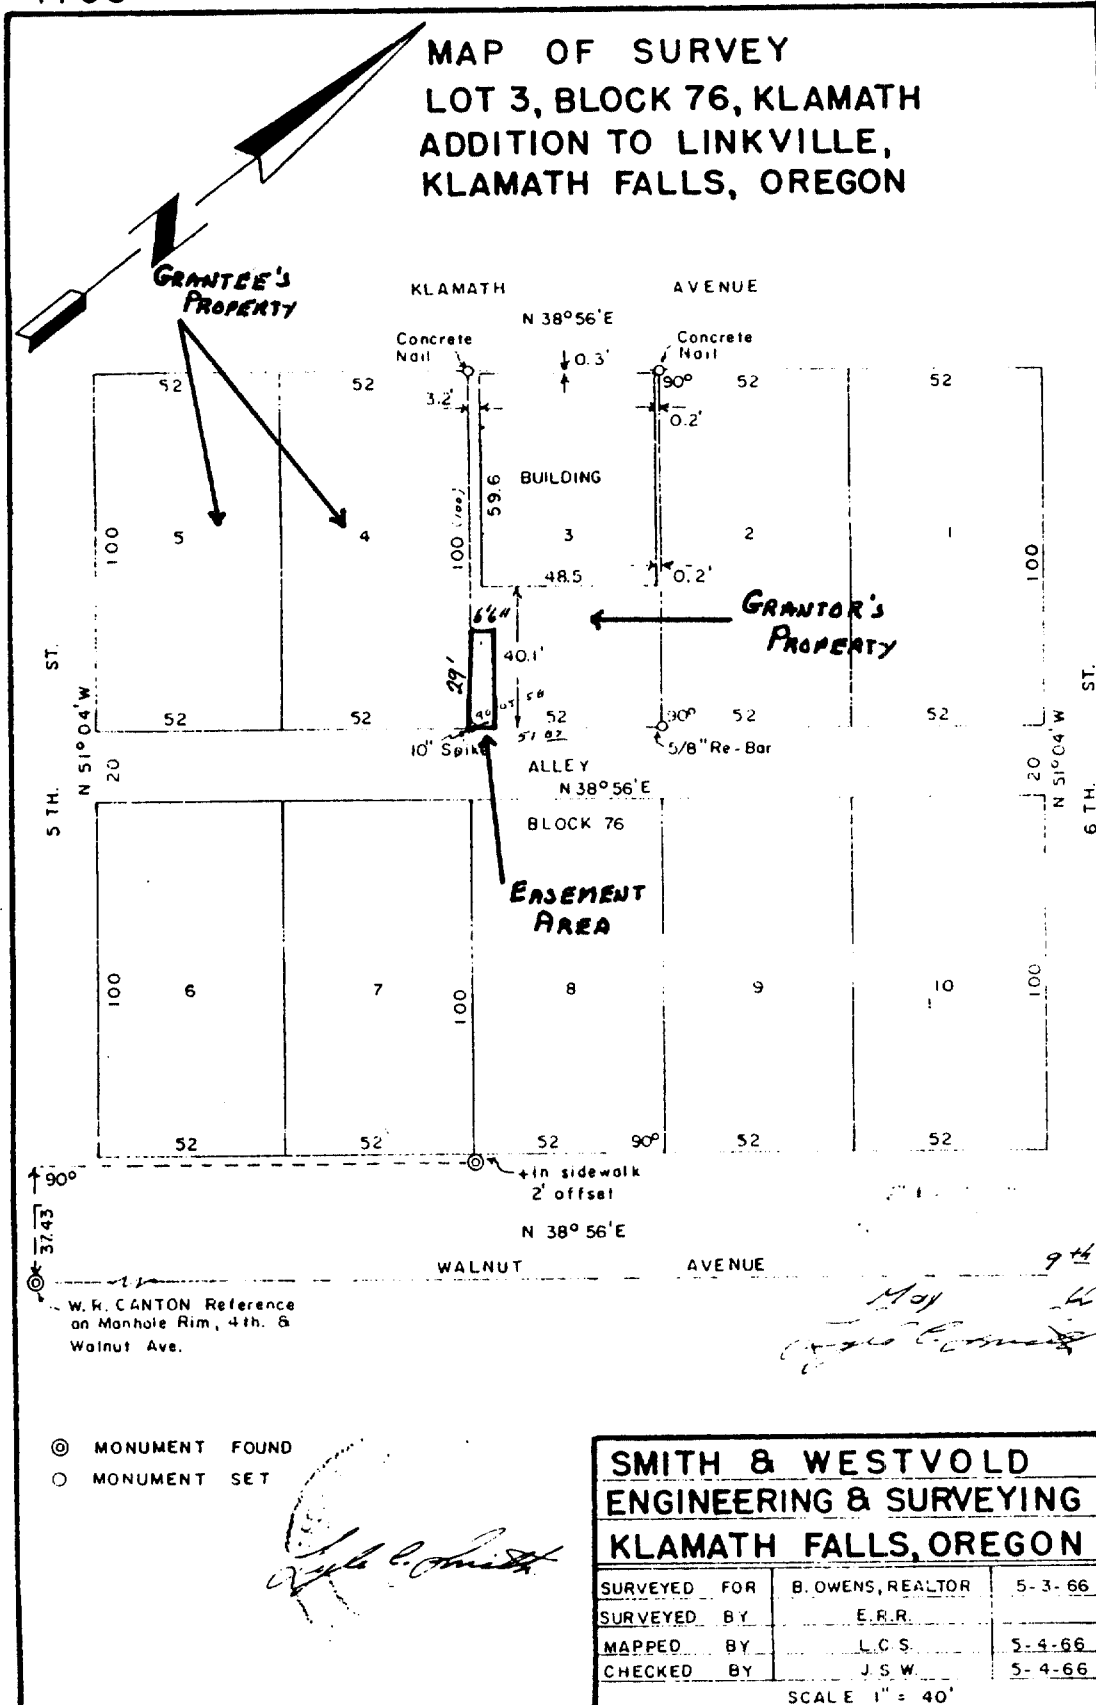 MAP OF SURVEY
LOT 3, BLOCK 76, KLAMATH
ADDITION TO LINKVILLE,
KLAMATH FALLS, OREGON
N
GRANTEE'S
PROPERTY
KLAMATH AVENUE
N 38°56'E
Concrete
Nail
0.3'
Concrete
Nail
52
52
3.2'
90°
52
52
0.2'
59.6
BUILDING
100
5
4
100 (100)
3
2
1
100
48.5
0.2'
6'6"
GRANTOR'S
PROPERTY
29'
40.1'
5 TH. ST.
N 51°04'W
52
52
52
90°
52
52
N 51°04'W
6 TH. ST.
10" Spike
5/8" Re-Bar
20
ALLEY
20
N 38°56'E
BLOCK 76
EASEMENT
AREA
100
6
7
100
8
9
10
100
52
52
52
90°
52
52
90°
+in sidewalk
2' offset
37.43
N 38°56'E
WALNUT AVENUE
9th
May
W. R. CANTON Reference
on Manhole Rim, 4th. &
Walnut Ave.
MONUMENT FOUND
MONUMENT SET
Lyle C. Smith
SMITH & WESTVOLD
ENGINEERING & SURVEYING
KLAMATH FALLS, OREGON
SURVEYED FOR B. OWENS, REALTOR 5-3-66
SURVEYED BY E.R.R.
MAPPED BY L.C.S. 5-4-66
CHECKED BY J.S.W. 5-4-66
SCALE 1" = 40'